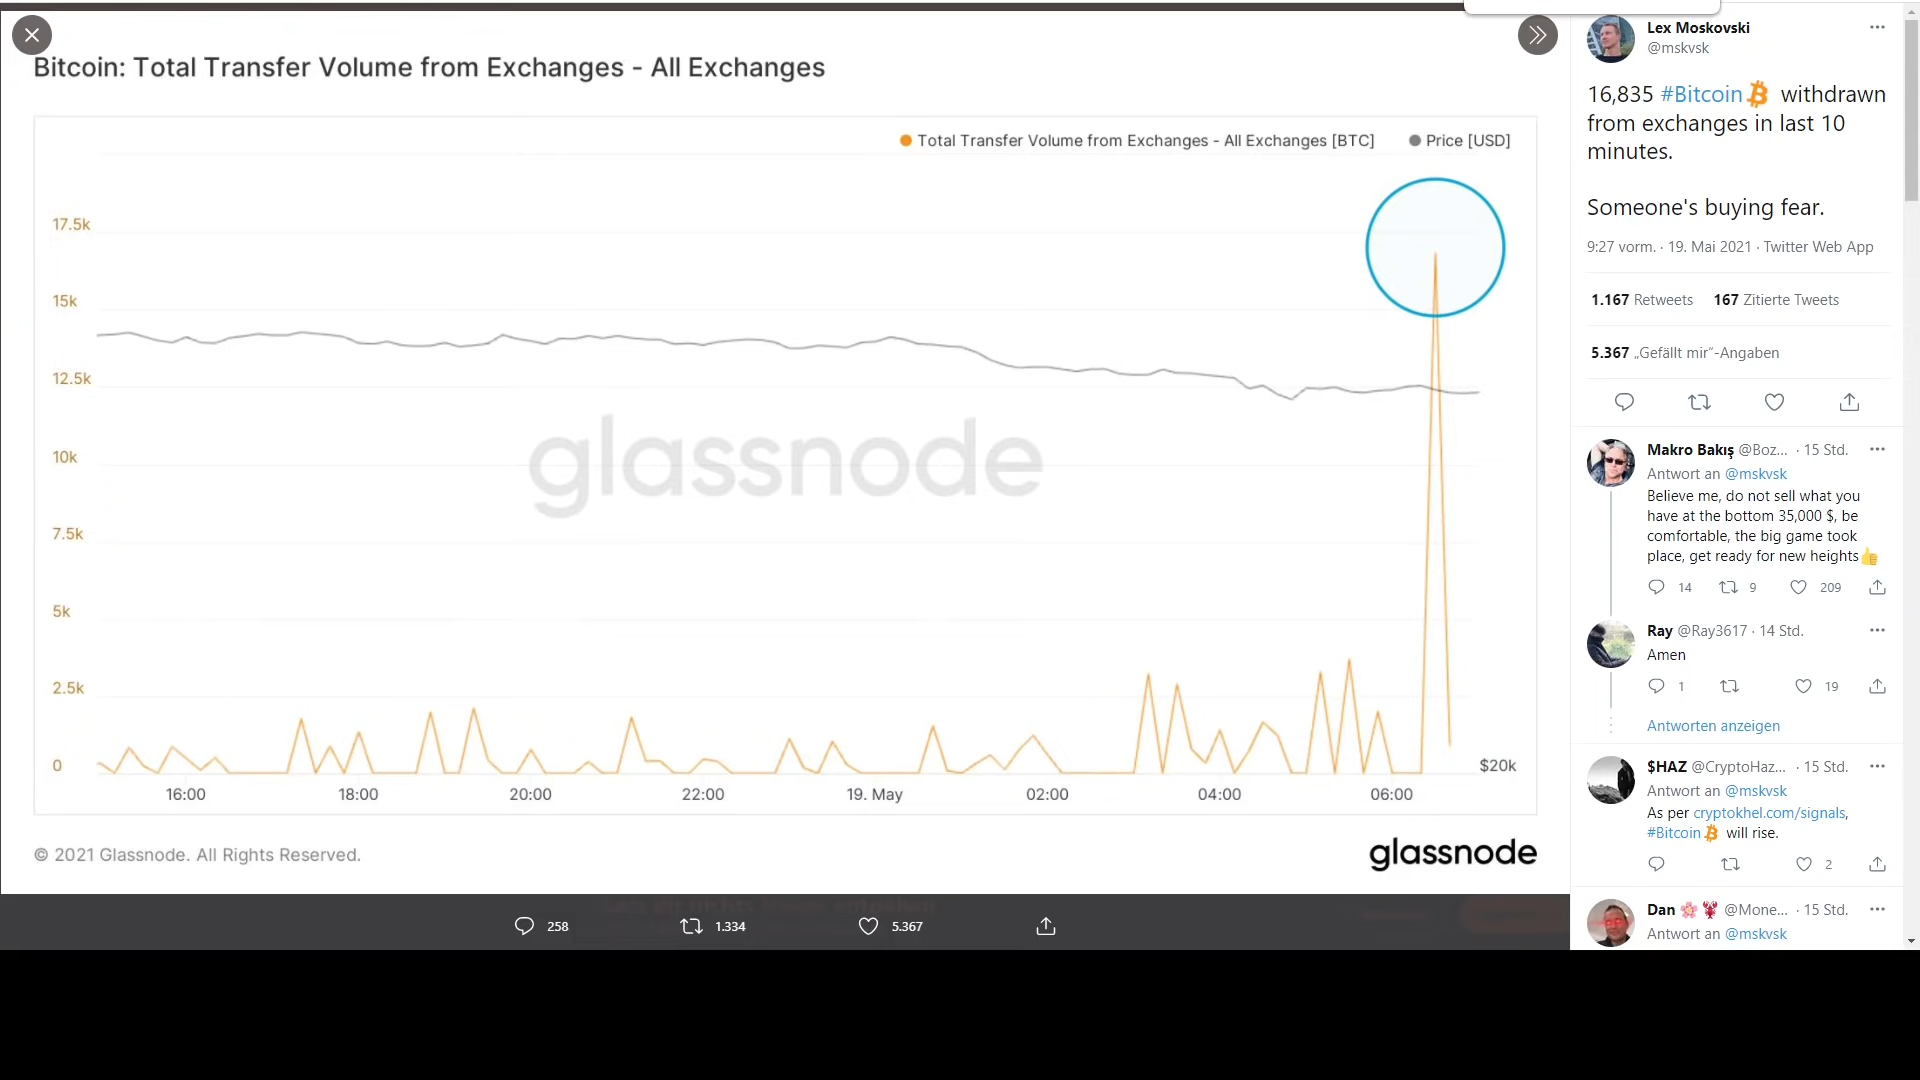 Bitcoin: Total Transfer Volume from Exchanges - All Exchanges
Total Transfer Volume from Exchanges - All Exchanges [BTC]
Price [USD]
17.5k
15k
12.5k
10k
7.5k
5k
2.5k
0
$20k
16:00
18:00
20:00
22:00
19. May
02:00
04:00
06:00
glassnode
© 2021 Glassnode. All Rights Reserved.
glassnode
258
1.334
5.367
Lex Moskovski
@mskvsk
16,835 #Bitcoin withdrawn
from exchanges in last 10
minutes.
Someone's buying fear.
9:27 vorm. · 19. Mai 2021 · Twitter Web App
1.167 Retweets 167 Zitierte Tweets
5.367 „Gefällt mir“-Angaben
Makro Bakış @Boz... · 15 Std.
Antwort an @mskvsk
Believe me, do not sell what you
have at the bottom 35,000 $, be
comfortable, the big game took
place, get ready for new heights👍
14 9 209
Ray @Ray3617 · 14 Std.
Amen
1 19
Antworten anzeigen
$HAZ @CryptoHaz... · 15 Std.
Antwort an @mskvsk
As per cryptokhel.com/signals,
#Bitcoin will rise.
2
Dan 🌸 🦞 @Mone... · 15 Std.
Antwort an @mskvsk